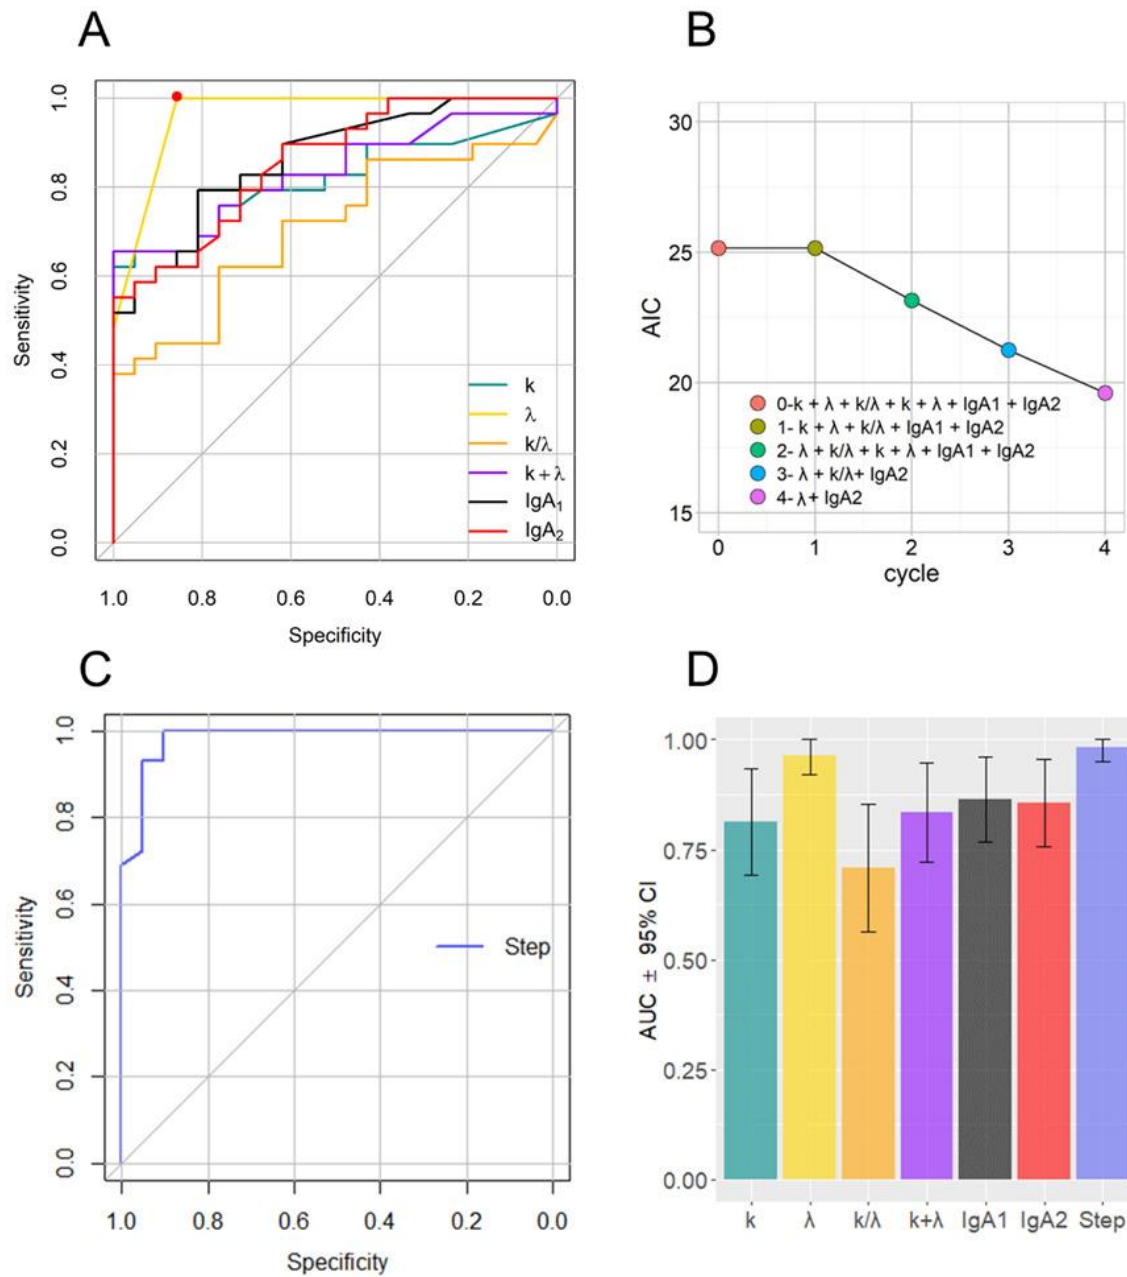 A
Sensitivity
1.0
0.8
0.6
0.4
0.2
0.0
k
λ
k/λ
k + λ
IgA1
IgA2
1.0 0.8 0.6 0.4 0.2 0.0
Specificity
B
AIC
30
25
20
15
0-k + λ + k/λ + k + λ + IgA1 + IgA2
1- k + λ + k/λ + IgA1 + IgA2
2- λ + k/λ + k + λ + IgA1 + IgA2
3- λ + k/λ+ IgA2
4- λ+ IgA2
0 1 2 3 4
cycle
C
Sensitivity
1.0
0.8
0.6
0.4
0.2
0.0
Step
1.0 0.8 0.6 0.4 0.2 0.0
Specificity
D
AUC ± 95% CI
1.00
0.75
0.50
0.25
0.00
k λ k/λ k+λ IgA1 IgA2 Step